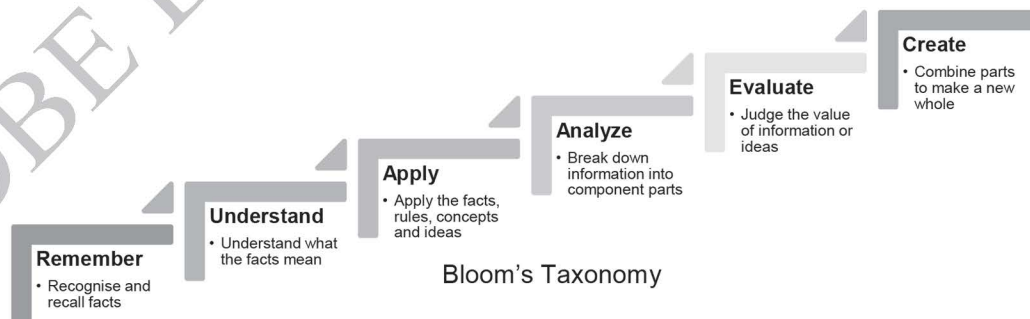 Remember
• Recognise and
recall facts
Understand
• Understand what
the facts mean
Apply
• Apply the facts,
rules, concepts
and ideas
Analyze
• Break down
information into
component parts
Evaluate
• Judge the value
of information or
ideas
Create
• Combine parts
to make a new
whole
Bloom's Taxonomy